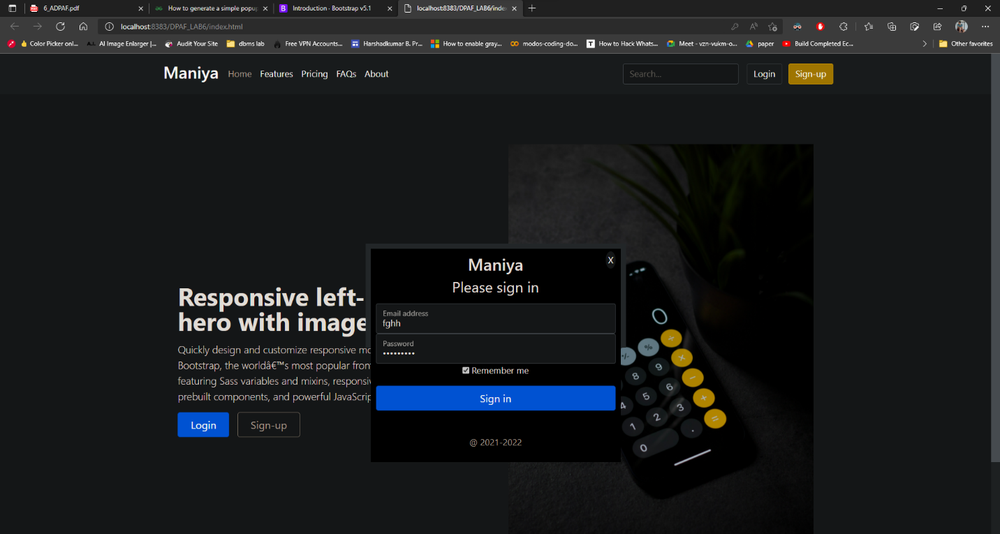 6_ADPAF.pdf
How to generate a simple popup
B Introduction · Bootstrap v5.1
localhost:8383/DPAF_LAB6/index
localhost:8383/DPAF_LAB6/index.html
Color Picker onl...
A.I. AI Image Enlarger |...
Audit Your Site
dbms lab
Free VPN Accounts...
Harshadkumar B. Pr...
How to enable gray...
modos-coding-do...
T How to Hack Whats...
Meet - vzn-vukm-o...
paper
Build Completed Ec...
Other favorites
Maniya Home Features Pricing FAQs About
Search...
Login
Sign-up
Maniya
X
Please sign in
Email address
fghh
Password
•••••••••
Remember me
Sign in
@ 2021-2022
Responsive left-
hero with image
Quickly design and customize responsive mo
Bootstrap, the worldâ€™s most popular fron
featuring Sass variables and mixins, responsiv
prebuilt components, and powerful JavaScrip
Login
Sign-up
0
+/- % ÷
8 9 ×
4 5 6 −
1 2 3 +
0 . =